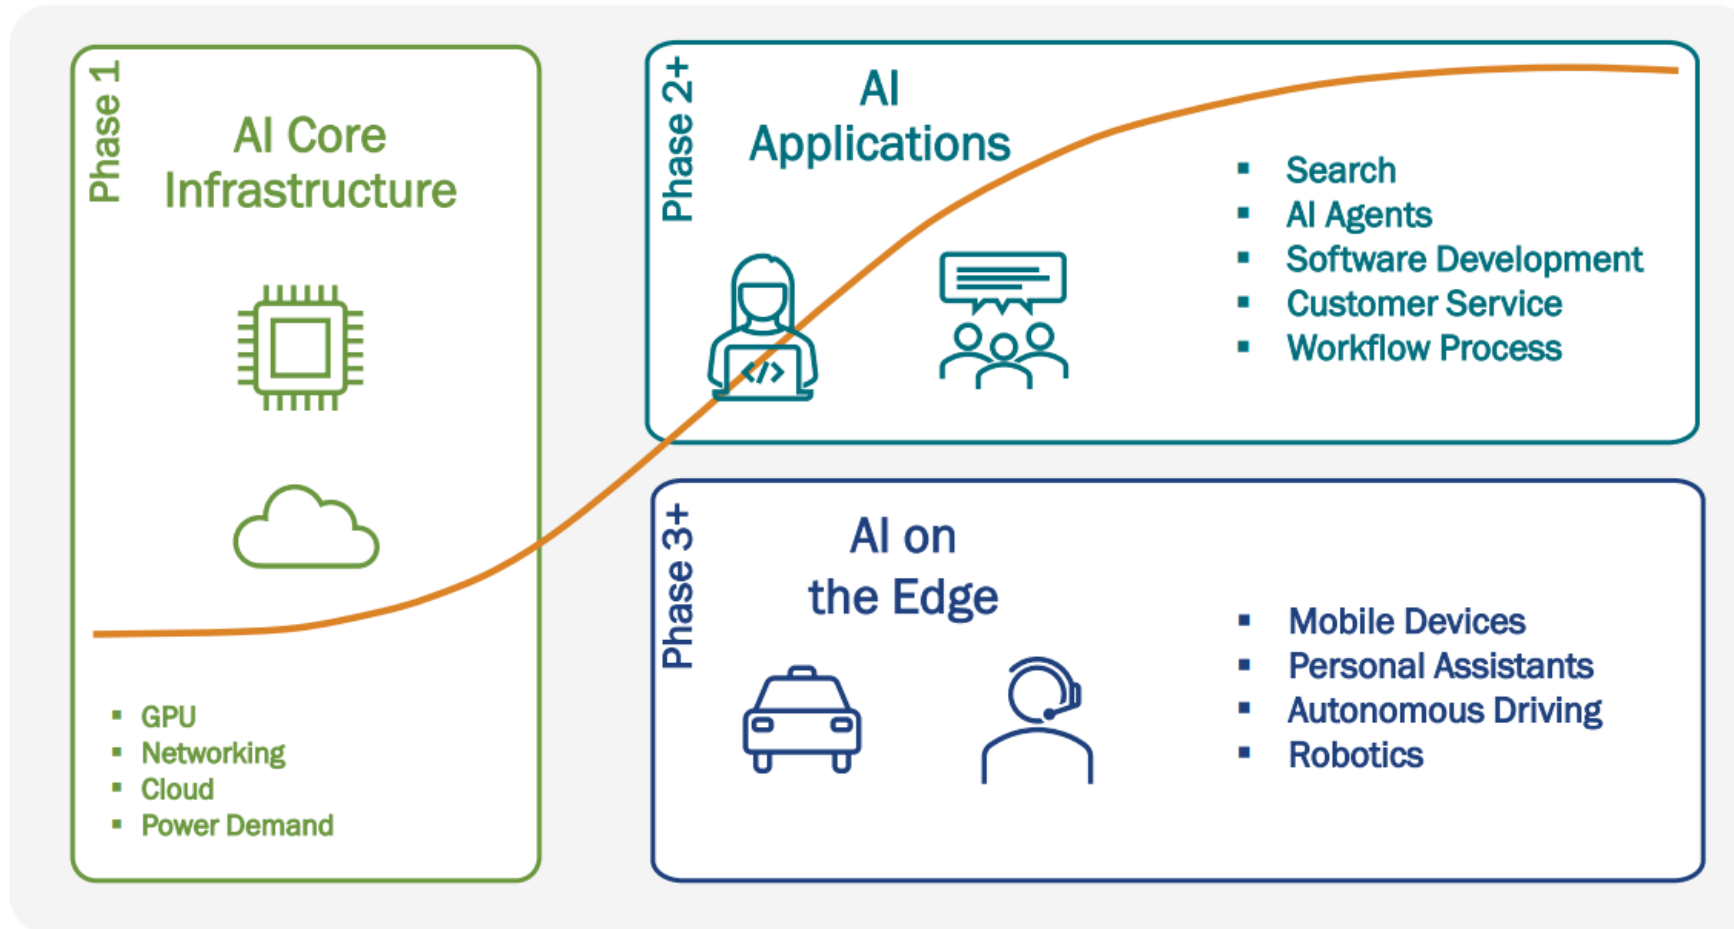 Phase 1
AI Core
Infrastructure
▪ GPU
▪ Networking
▪ Cloud
▪ Power Demand
Phase 2+
AI
Applications
</>
▪ Search
▪ AI Agents
▪ Software Development
▪ Customer Service
▪ Workflow Process
Phase 3+
AI on
the Edge
▪ Mobile Devices
▪ Personal Assistants
▪ Autonomous Driving
▪ Robotics